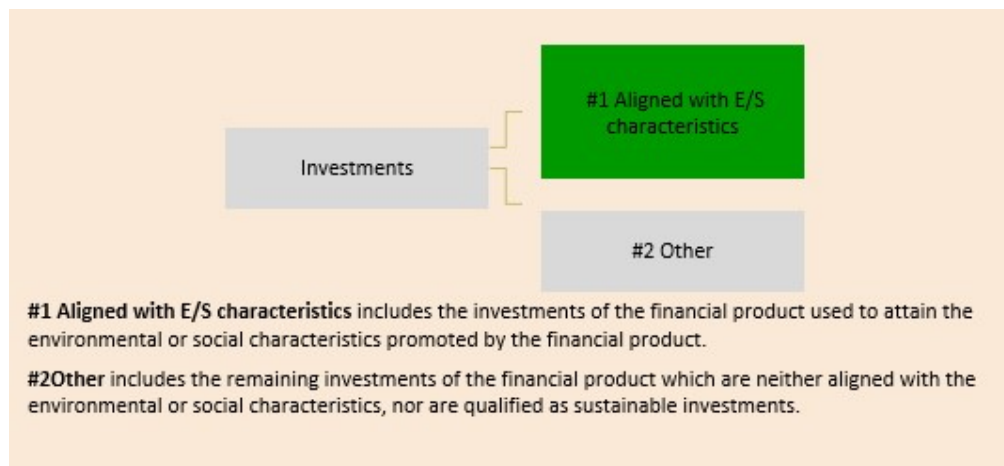 #1 Aligned with E/S
characteristics
Investments
#2 Other
#1 Aligned with E/S characteristics includes the investments of the financial product used to attain the
environmental or social characteristics promoted by the financial product.
#2Other includes the remaining investments of the financial product which are neither aligned with the
environmental or social characteristics, nor are qualified as sustainable investments.